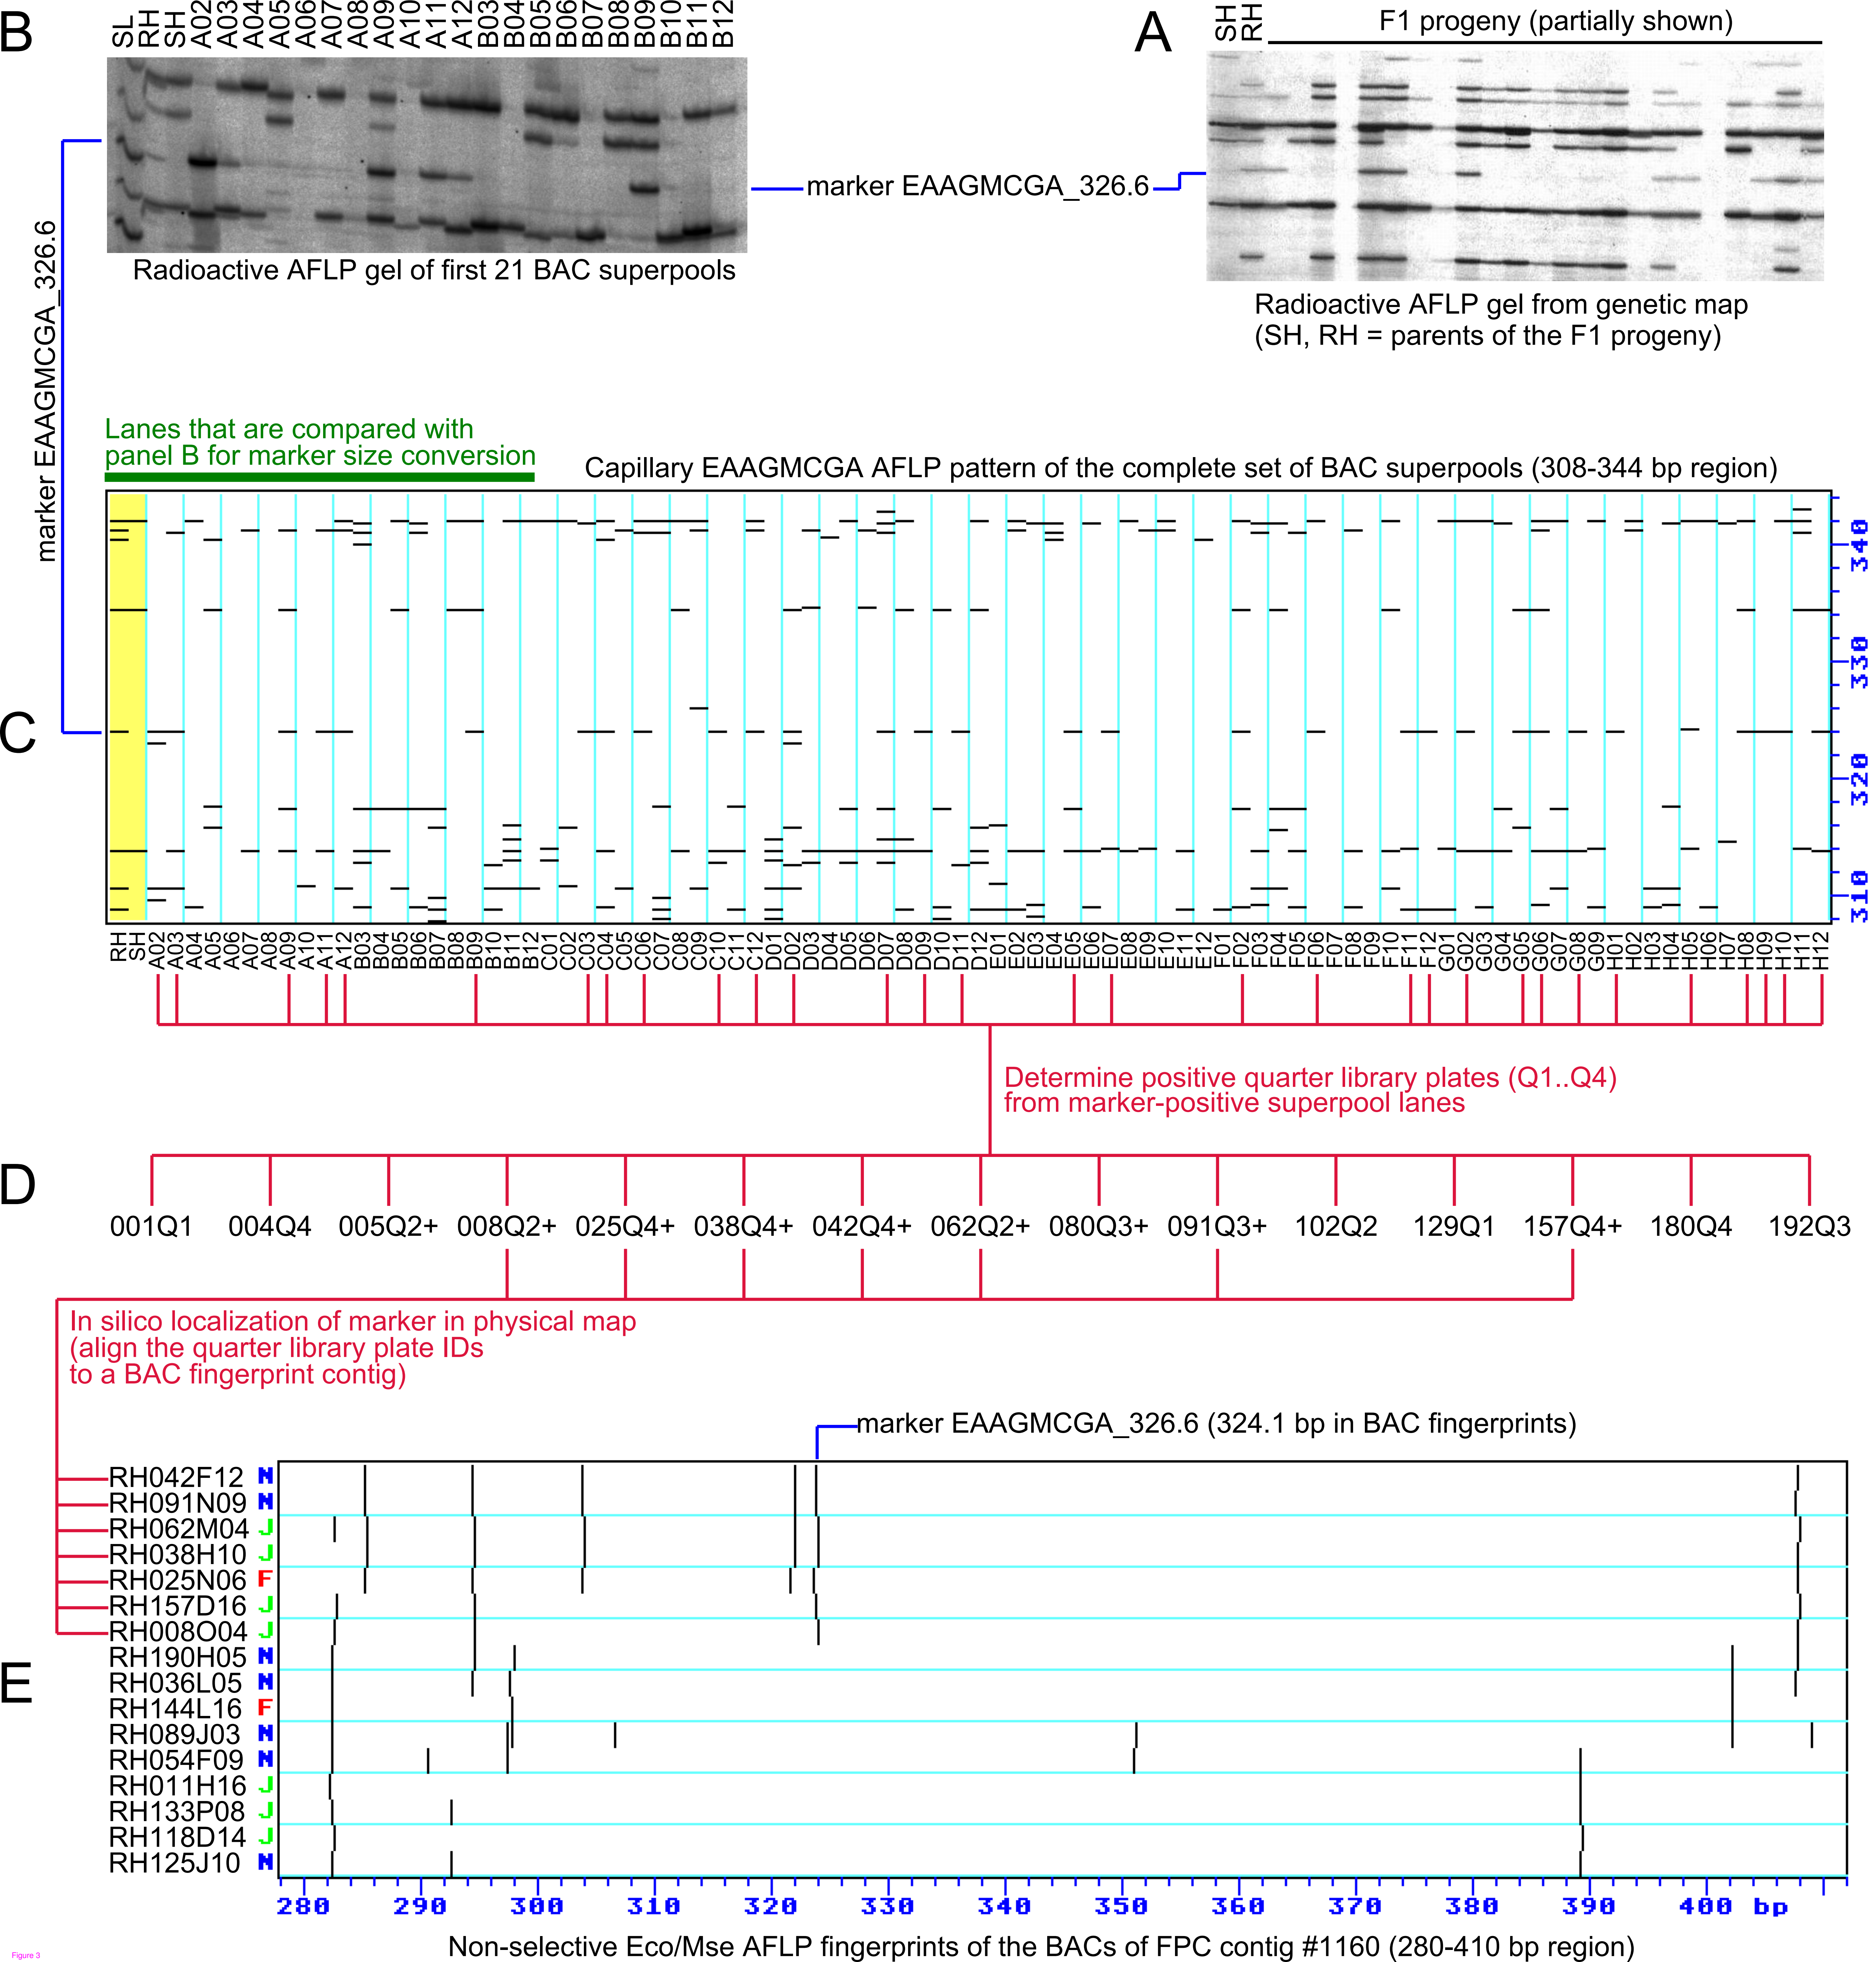 B
SL RH SH A02 A03 A04 A05 A06 A07 A08 A09 A10 A11 A12 B03 B04 B05 B06 B07 B08 B09 B10 B11 B12
A
SH RH
F1 progeny (partially shown)
marker EAAGMCGA_326.6
Radioactive AFLP gel of first 21 BAC superpools
Radioactive AFLP gel from genetic map
(SH, RH = parents of the F1 progeny)
marker EAAGMCGA_326.6
Lanes that are compared with
panel B for marker size conversion
Capillary EAAGMCGA AFLP pattern of the complete set of BAC superpools (308-344 bp region)
C
340
330
320
310
RH SH A02 A03 A04 A05 A06 A07 A08 A09 A10 A11 A12 B03 B04 B05 B06 B07 B08 B09 B10 B11 B12 C01 C02 C03 C04 C05 C06 C07 C08 C09 C10 C11 C12 D01 D02 D03 D04 D05 D06 D07 D08 D09 D10 D11 D12 E01 E02 E03 E04 E05 E06 E07 E08 E09 E10 E11 E12 F01 F02 F03 F04 F05 F06 F07 F08 F09 F10 F11 F12 G01 G02 G03 G04 G05 G06 G07 G08 G09 H01 H02 H03 H04 H05 H06 H07 H08 H09 H10 H11 H12
Determine positive quarter library plates (Q1..Q4)
from marker-positive superpool lanes
D
001Q1 004Q4 005Q2+ 008Q2+ 025Q4+ 038Q4+ 042Q4+ 062Q2+ 080Q3+ 091Q3+ 102Q2 129Q1 157Q4+ 180Q4 192Q3
In silico localization of marker in physical map
(align the quarter library plate IDs
to a BAC fingerprint contig)
marker EAAGMCGA_326.6 (324.1 bp in BAC fingerprints)
E
RH042F12 N
RH091N09 N
RH062M04 J
RH038H10 J
RH025N06 F
RH157D16 J
RH008O04 J
RH190H05 N
RH036L05 N
RH144L16 F
RH089J03 N
RH054F09 N
RH011H16 J
RH133P08 J
RH118D14 J
RH125J10 N
280 290 300 310 320 330 340 350 360 370 380 390 400 bp
Non-selective Eco/Mse AFLP fingerprints of the BACs of FPC contig #1160 (280-410 bp region)
Figure 3